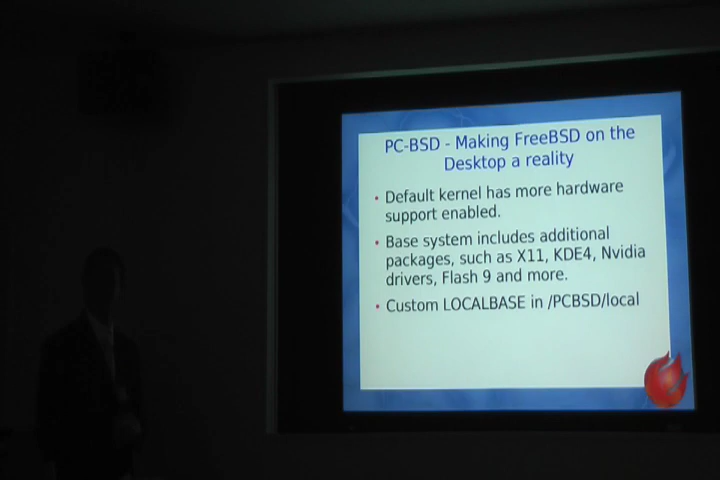 PC-BSD - Making FreeBSD on the
Desktop a reality
• Default kernel has more hardware
support enabled.
• Base system includes additional
packages, such as X11, KDE4, Nvidia
drivers, Flash 9 and more.
• Custom LOCALBASE in /PCBSD/local